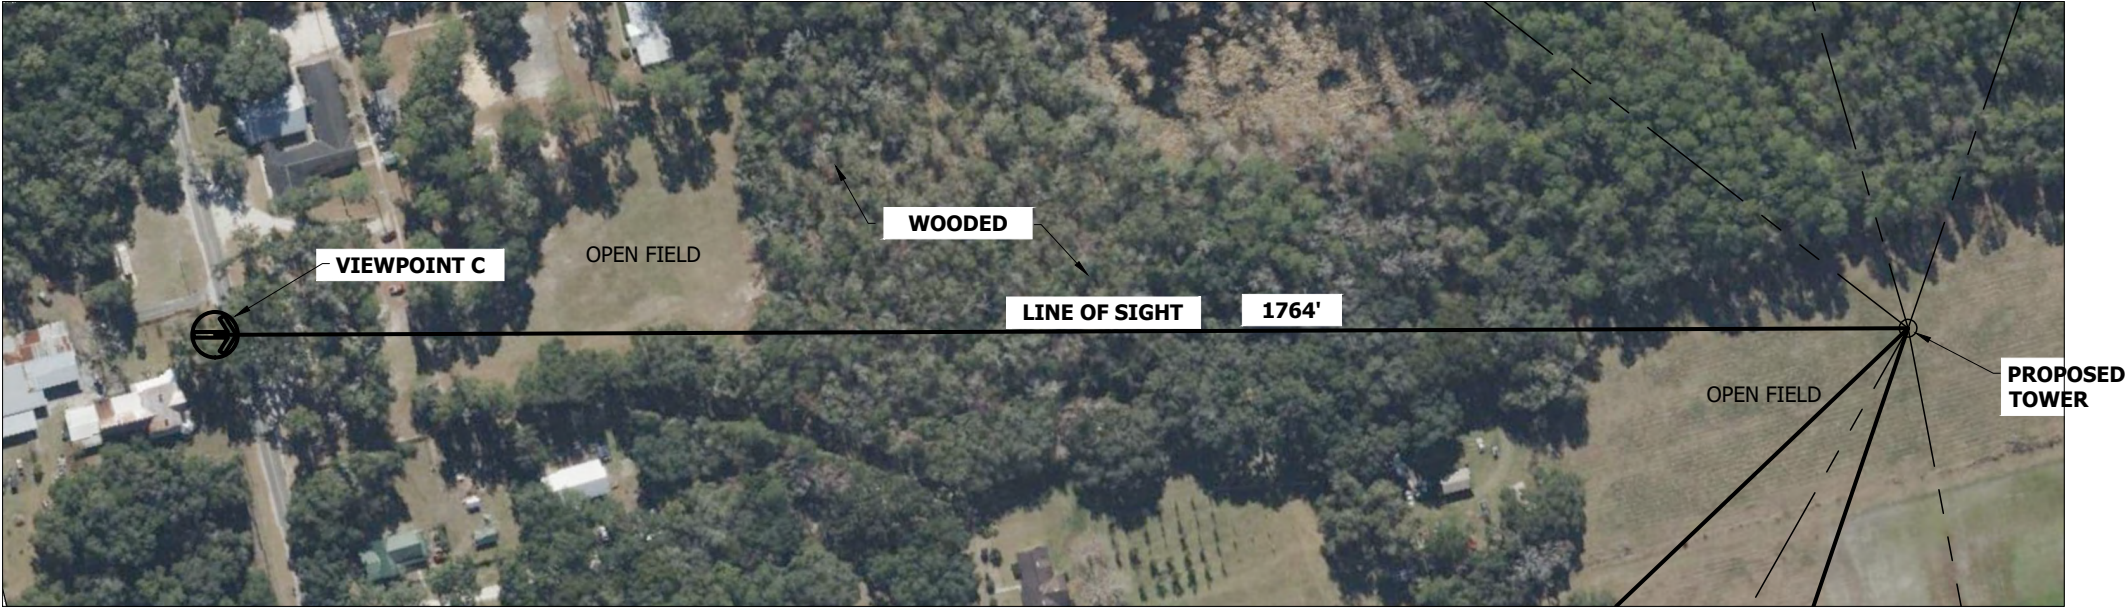 WOODED
OPEN FIELD
VIEWPOINT C
LINE OF SIGHT
1764'
PROPOSED
TOWER
OPEN FIELD